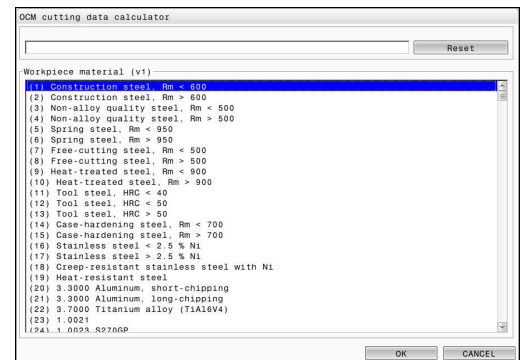 OCM cutting data calculator
Reset
Workpiece material (v1)
(1) Construction steel, Rm < 600
(2) Construction steel, Rm > 600
(3) Non-alloy quality steel, Rm < 500
(4) Non-alloy quality steel, Rm > 500
(5) Spring steel, Rm < 950
(6) Spring steel, Rm > 950
(7) Free-cutting steel, Rm < 500
(8) Free-cutting steel, Rm > 500
(9) Heat-treated steel, Rm < 900
(10) Heat-treated steel, Rm > 900
(11) Tool steel, HRC < 40
(12) Tool steel, HRC < 50
(13) Tool steel, HRC > 50
(14) Case-hardening steel, Rm < 700
(15) Case-hardening steel, Rm > 700
(16) Stainless steel < 2.5 % Ni
(17) Stainless steel > 2.5 % Ni
(18) Creep-resistant stainless steel with Ni
(19) Heat-resistant steel
(20) 3.3000 Aluminum, short-chipping
(21) 3.3000 Aluminum, long-chipping
(22) 3.7000 Titanium alloy (TiAl6V4)
(23) 1.0021
(24) 1.0023 S270GP
OK CANCEL